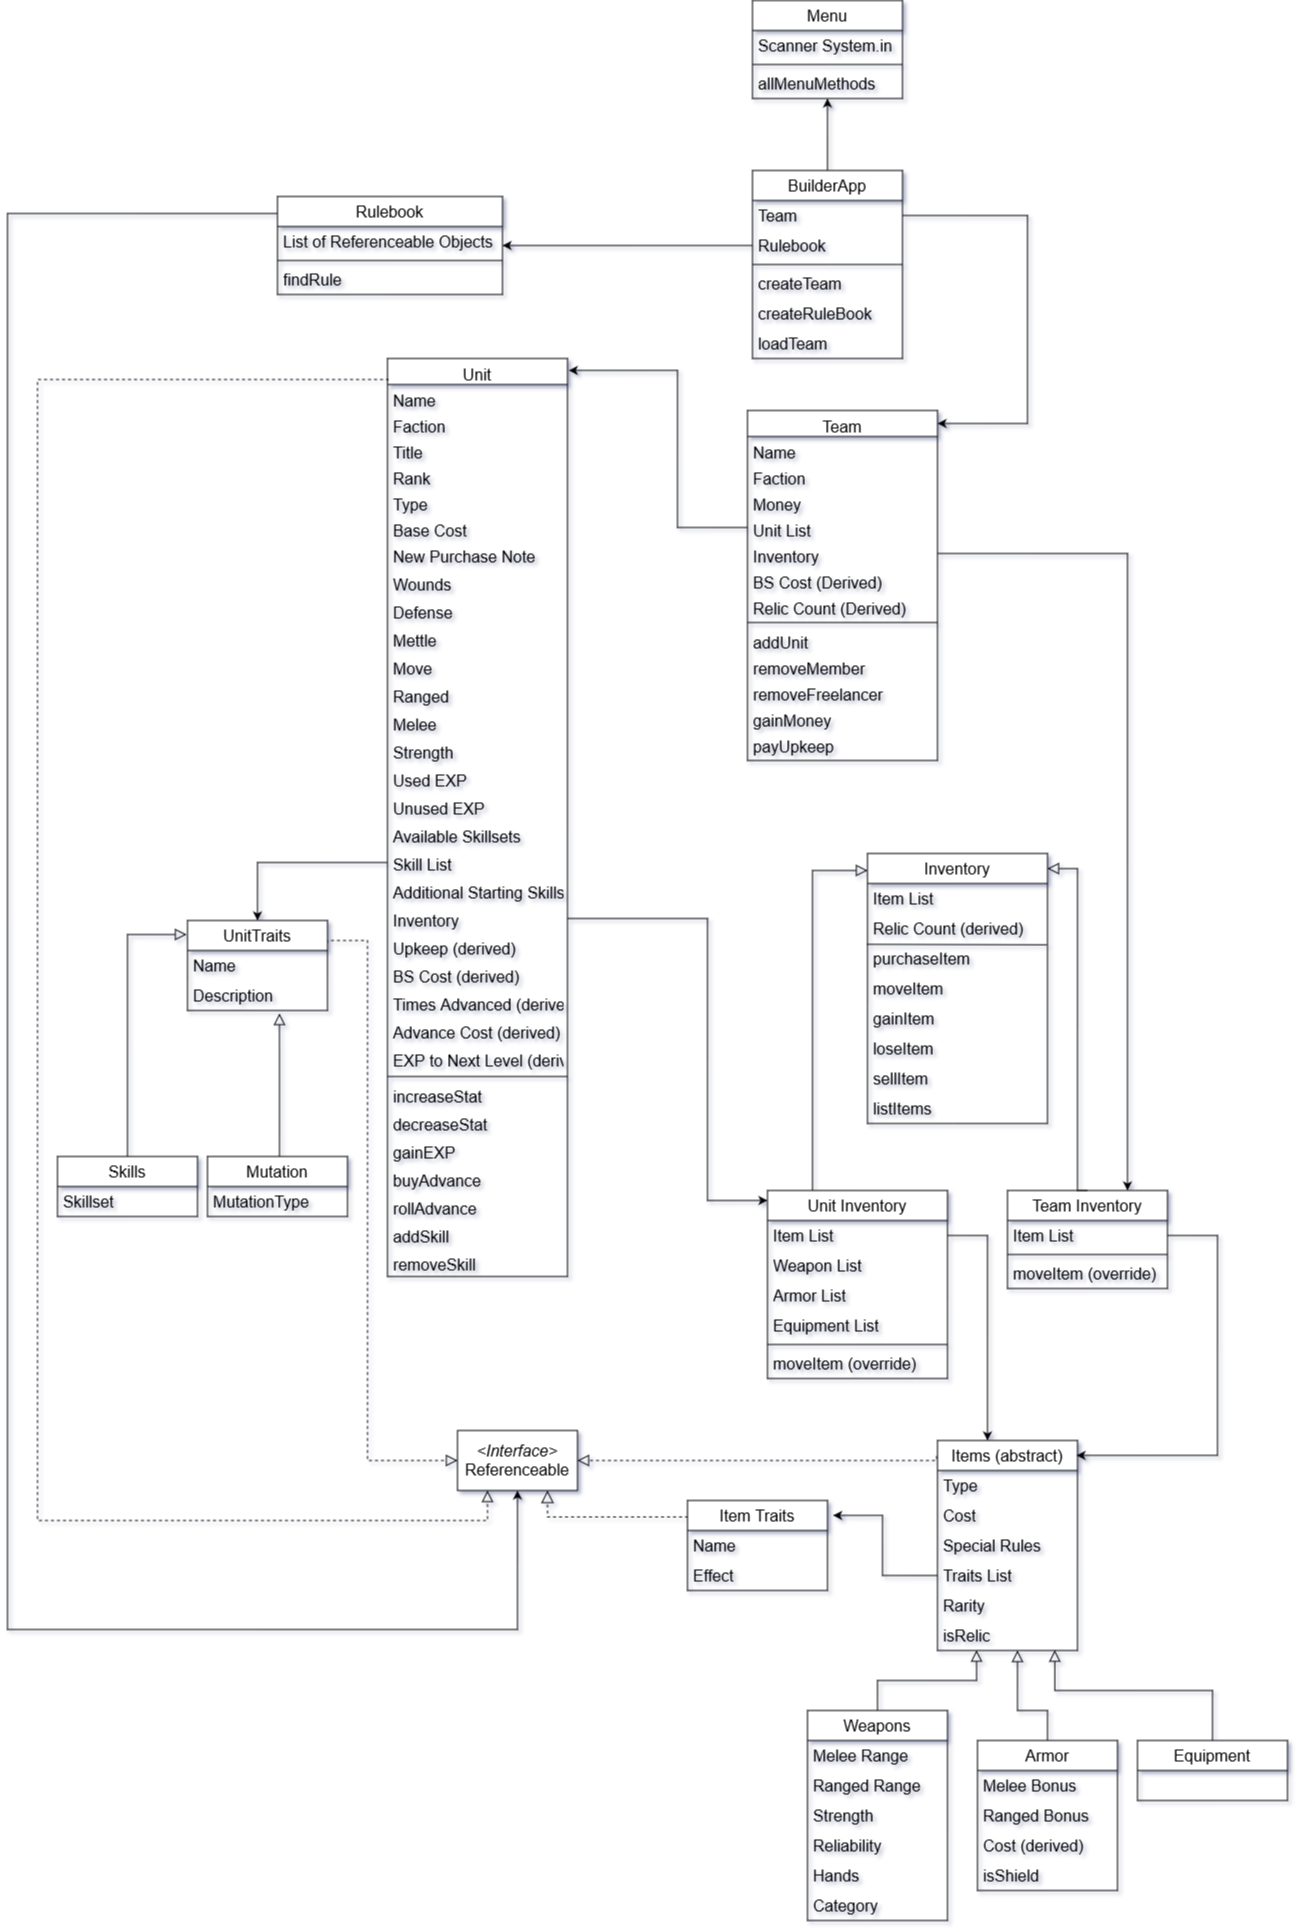 Menu
Scanner System.in
allMenuMethods
BuilderApp
Team
Rulebook
createTeam
createRuleBook
loadTeam
Rulebook
List of Referenceable Objects
findRule
Unit
Name
Faction
Title
Rank
Type
Base Cost
New Purchase Note
Wounds
Defense
Mettle
Move
Ranged
Melee
Strength
Used EXP
Unused EXP
Available Skillsets
Skill List
Additional Starting Skills
Inventory
Upkeep (derived)
BS Cost (derived)
Times Advanced (derive
Advance Cost (derived)
EXP to Next Level (deriv
increaseStat
decreaseStat
gainEXP
buyAdvance
rollAdvance
addSkill
removeSkill
Team
Name
Faction
Money
Unit List
Inventory
BS Cost (Derived)
Relic Count (Derived)
addUnit
removeMember
removeFreelancer
gainMoney
payUpkeep
Inventory
Item List
Relic Count (derived)
purchaseItem
moveItem
gainItem
loseItem
sellItem
listItems
UnitTraits
Name
Description
Skills
Skillset
Mutation
MutationType
Unit Inventory
Item List
Weapon List
Armor List
Equipment List
moveItem (override)
Team Inventory
Item List
moveItem (override)
<Interface>
Referenceable
Items (abstract)
Type
Cost
Special Rules
Traits List
Rarity
isRelic
Item Traits
Name
Effect
Weapons
Melee Range
Ranged Range
Strength
Reliability
Hands
Category
Armor
Melee Bonus
Ranged Bonus
Cost (derived)
isShield
Equipment